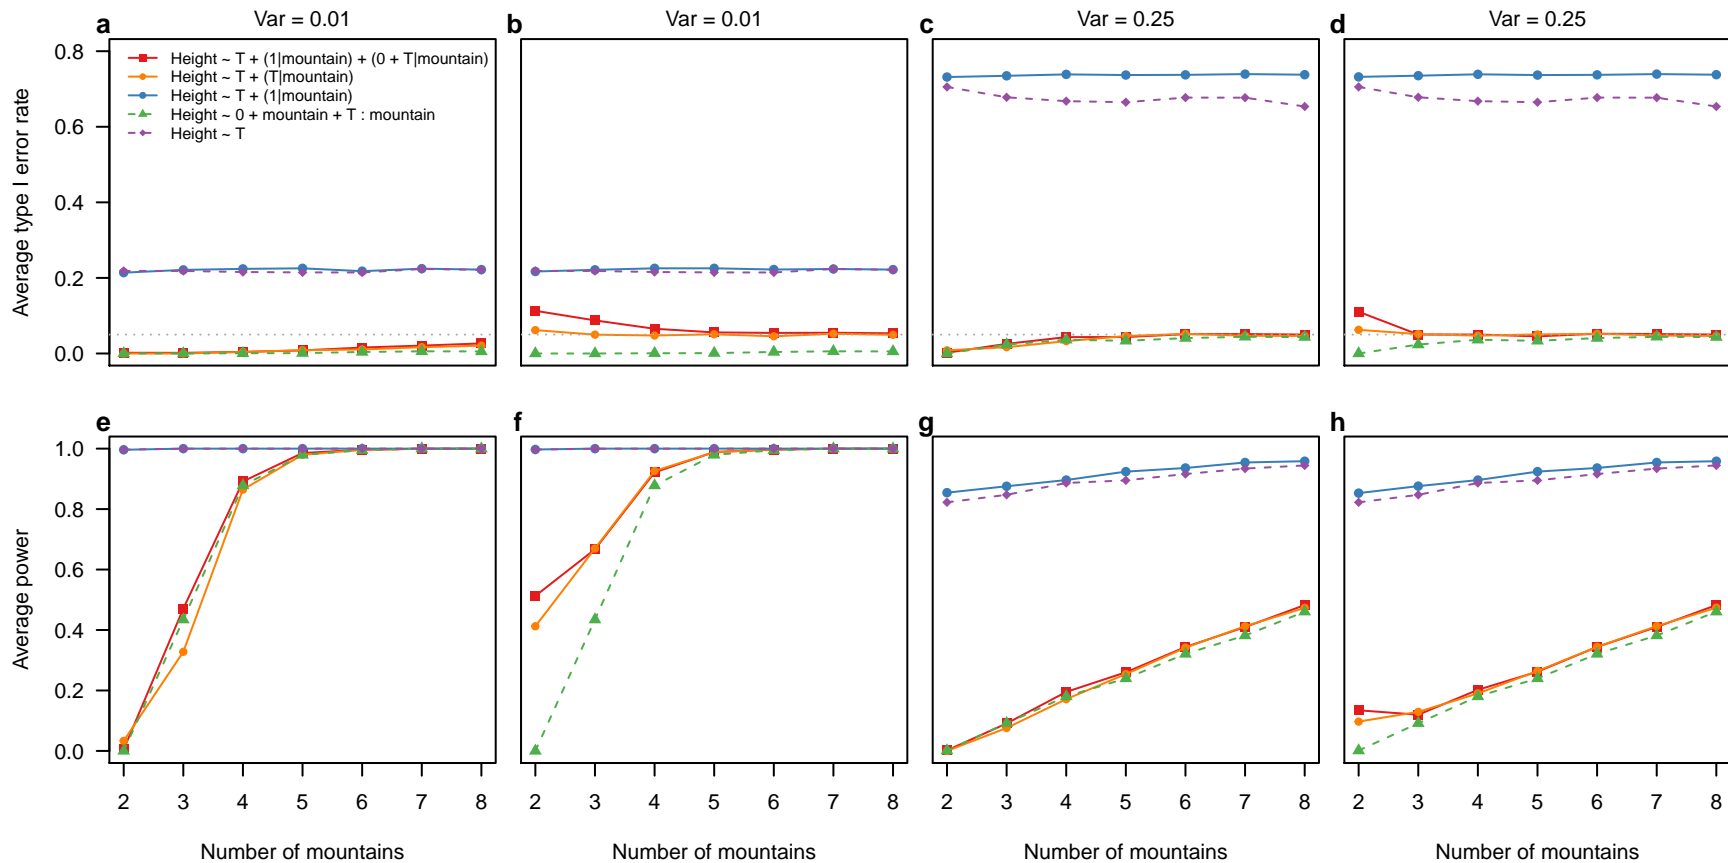 a Var = 0.01
b Var = 0.01
c Var = 0.25
d Var = 0.25
Average type I error rate
0.8
0.6
0.4
0.2
0.0
Height ~ T + (1|mountain) + (0 + T|mountain)
Height ~ T + (T|mountain)
Height ~ T + (1|mountain)
Height ~ 0 + mountain + T : mountain
Height ~ T
e
f
g
h
Average power
1.0
0.8
0.6
0.4
0.2
0.0
2 3 4 5 6 7 8
2 3 4 5 6 7 8
2 3 4 5 6 7 8
2 3 4 5 6 7 8
Number of mountains
Number of mountains
Number of mountains
Number of mountains